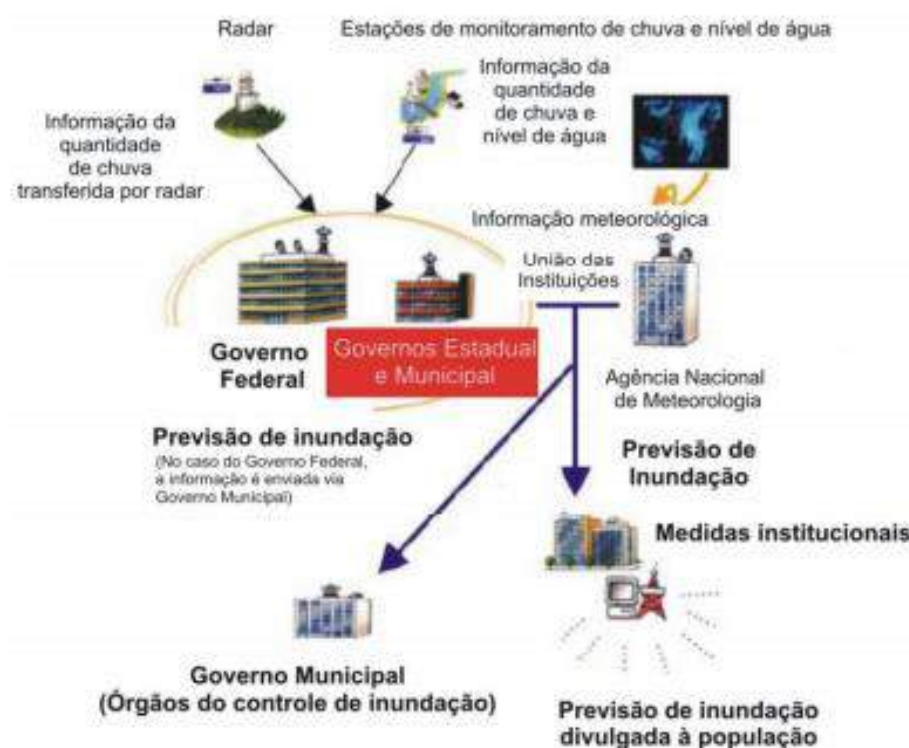 Radar
Estações de monitoramento de chuva e nível de água
Informação da
quantidade
de chuva
transferida por radar
Informação da
quantidade
de chuva e
nível de água
Informação meteorológica
União das
Instituições
Governo
Federal
Governos Estadual
e Municipal
Agência Nacional
de Meteorologia
Previsão de inundação
(No caso do Governo Federal,
a informação é enviada via
Governo Municipal)
Previsão de
Inundação
Medidas institucionais
Governo Municipal
(Órgãos do controle de inundação)
Previsão de inundação
divulgada à população